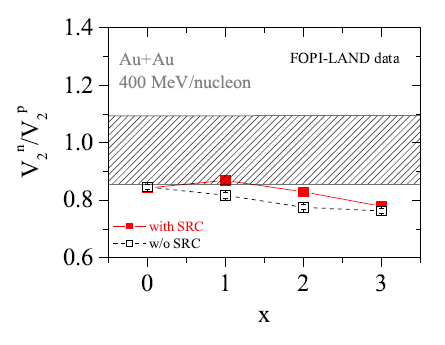 1.4
Au+Au
FOPI-LAND data
400 MeV/nucleon
1.2
V₂ⁿ/V₂ᵖ
1.0
0.8
with SRC
w/o SRC
0.6
0 1 2 3
x